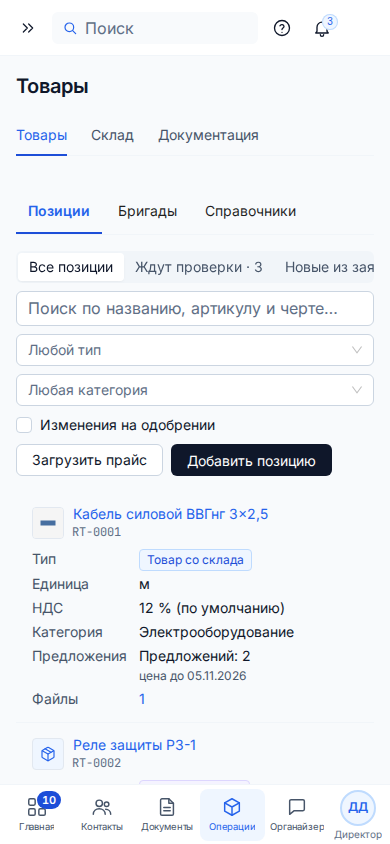 Поиск
3
Товары
Товары Склад Документация
Позиции Бригады Справочники
Все позиции Ждут проверки · 3 Новые из зая
Поиск по названию, артикулу и черте...
Любой тип
Любая категория
Изменения на одобрении
Загрузить прайс Добавить позицию
Кабель силовой ВВГнг 3×2,5
RT-0001
Тип Товар со склада
Единица м
НДС 12 % (по умолчанию)
Категория Электрооборудование
Предложения Предложений: 2
цена до 05.11.2026
Файлы 1
Реле защиты РЗ-1
RT-0002
10
Главная Контакты Документы Операции Органайзер
ДД
Директор